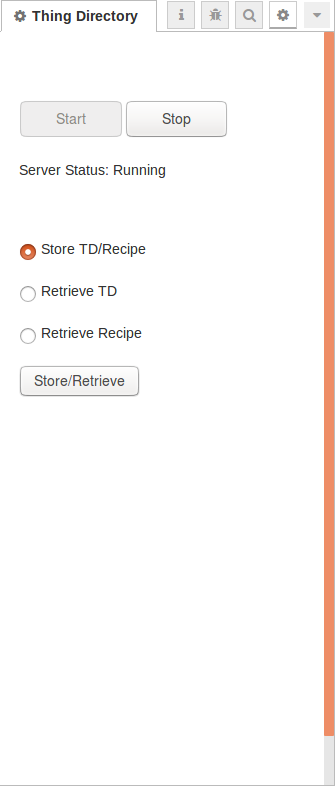 Thing Directory
Start Stop
Server Status: Running
Store TD/Recipe
Retrieve TD
Retrieve Recipe
Store/Retrieve